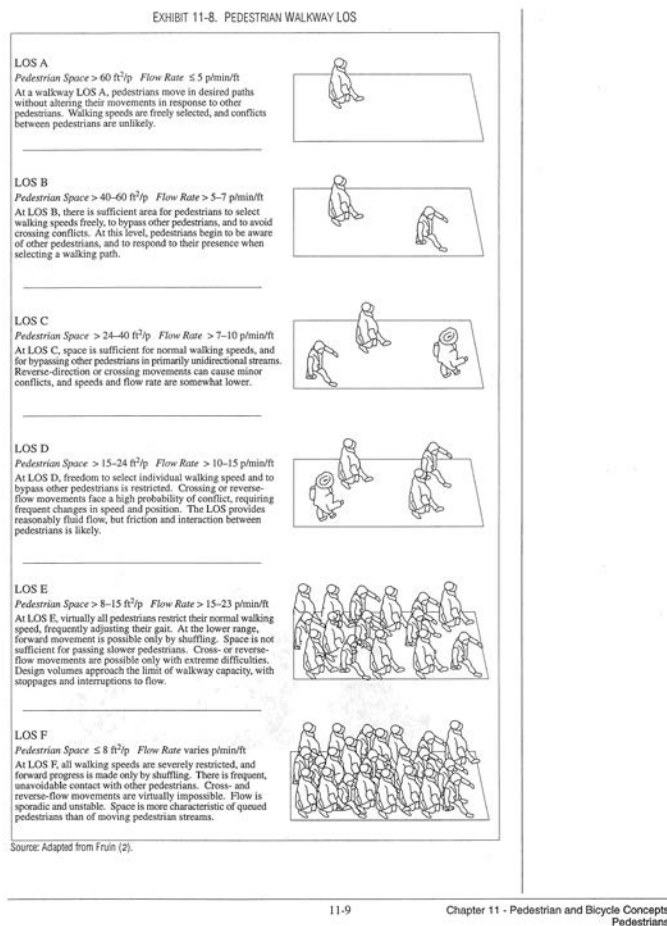 EXHIBIT 11-8. PEDESTRIAN WALKWAY LOS
LOS A
Pedestrian Space > 60 ft²/p Flow Rate ≤ 5 p/min/ft
At a walkway LOS A, pedestrians move in desired paths
without altering their movements in response to other
pedestrians. Walking speeds are freely selected, and conflicts
between pedestrians are unlikely.
LOS B
Pedestrian Space > 40–60 ft²/p Flow Rate > 5–7 p/min/ft
At LOS B, there is sufficient area for pedestrians to select
walking speeds freely, to bypass other pedestrians, and to avoid
crossing conflicts. At this level, pedestrians begin to be aware
of other pedestrians, and to respond to their presence when
selecting a walking path.
LOS C
Pedestrian Space > 24–40 ft²/p Flow Rate > 7–10 p/min/ft
At LOS C, space is sufficient for normal walking speeds, and
for bypassing other pedestrians in primarily unidirectional streams.
Reverse-direction or crossing movements can cause minor
conflicts, and speeds and flow rate are somewhat lower.
LOS D
Pedestrian Space > 15–24 ft²/p Flow Rate > 10–15 p/min/ft
At LOS D, freedom to select individual walking speed and to
bypass other pedestrians is restricted. Crossing or reverse-
flow movements face a high probability of conflict, requiring
frequent changes in speed and position. The LOS provides
reasonably fluid flow, but friction and interaction between
pedestrians is likely.
LOS E
Pedestrian Space > 8–15 ft²/p Flow Rate > 15–23 p/min/ft
At LOS E, virtually all pedestrians restrict their normal walking
speed, frequently adjusting their gait. At the lower range,
forward movement is possible only by shuffling. Space is not
sufficient for passing slower pedestrians. Cross- or reverse-
flow movements are possible only with extreme difficulties.
Design volumes approach the limit of walkway capacity, with
stoppages and interruptions to flow.
LOS F
Pedestrian Space ≤ 8 ft²/p Flow Rate varies p/min/ft
At LOS F, all walking speeds are severely restricted, and
forward progress is made only by shuffling. There is frequent,
unavoidable contact with other pedestrians. Cross- and
reverse-flow movements are virtually impossible. Flow is
sporadic and unstable. Space is more characteristic of queued
pedestrians than of moving pedestrian streams.
Source: Adapted from Fruin (2).
11-9
Chapter 11 - Pedestrian and Bicycle Concepts
Pedestrians